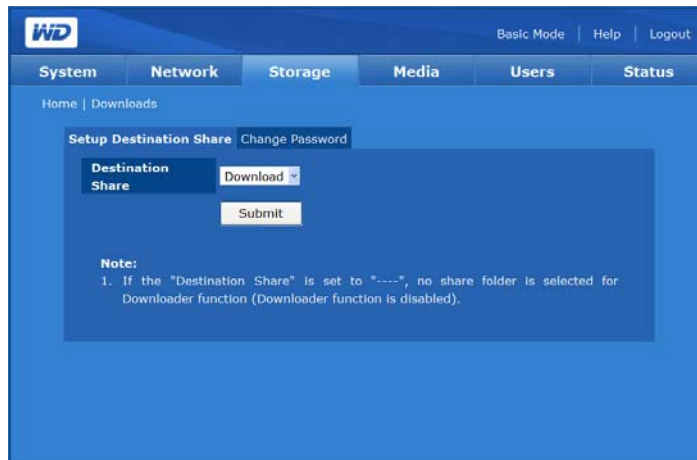 WD
Basic Mode | Help | Logout
System Network Storage Media Users Status
Home | Downloads
Setup Destination Share Change Password
Destination
Share
Download
Submit
Note:
1. If the "Destination Share" is set to "----", no share folder is selected for
Downloader function (Downloader function is disabled).